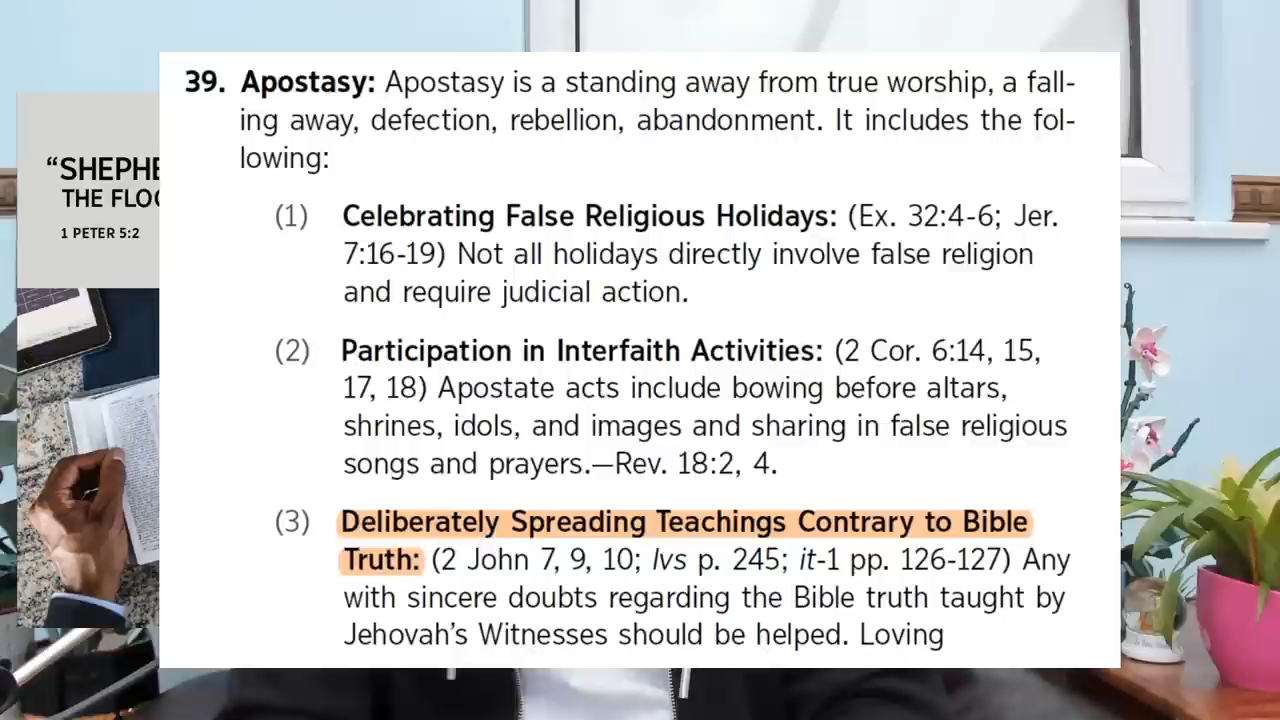 "SHEPHE
THE FLO
1 PETER 5:2
39. Apostasy: Apostasy is a standing away from true worship, a fall-
ing away, defection, rebellion, abandonment. It includes the fol-
lowing:
(1) Celebrating False Religious Holidays: (Ex. 32:4-6; Jer.
7:16-19) Not all holidays directly involve false religion
and require judicial action.
(2) Participation in Interfaith Activities: (2 Cor. 6:14, 15,
17, 18) Apostate acts include bowing before altars,
shrines, idols, and images and sharing in false religious
songs and prayers.—Rev. 18:2, 4.
(3) Deliberately Spreading Teachings Contrary to Bible
Truth: (2 John 7, 9, 10; lvs p. 245; it-1 pp. 126-127) Any
with sincere doubts regarding the Bible truth taught by
Jehovah's Witnesses should be helped. Loving